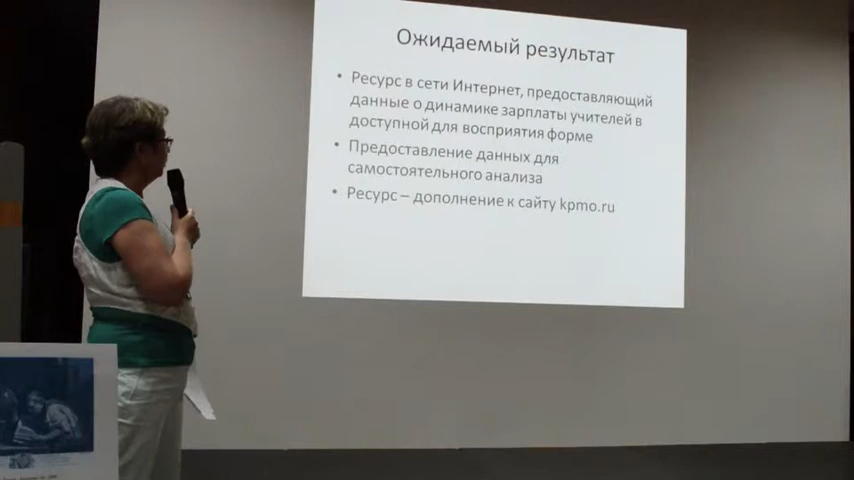 Ожидаемый результат
• Ресурс в сети Интернет, предоставляющий
данные о динамике зарплаты учителей в
доступной для восприятия форме
• Предоставление данных для
самостоятельного анализа
• Ресурс – дополнение к сайту kpmo.ru